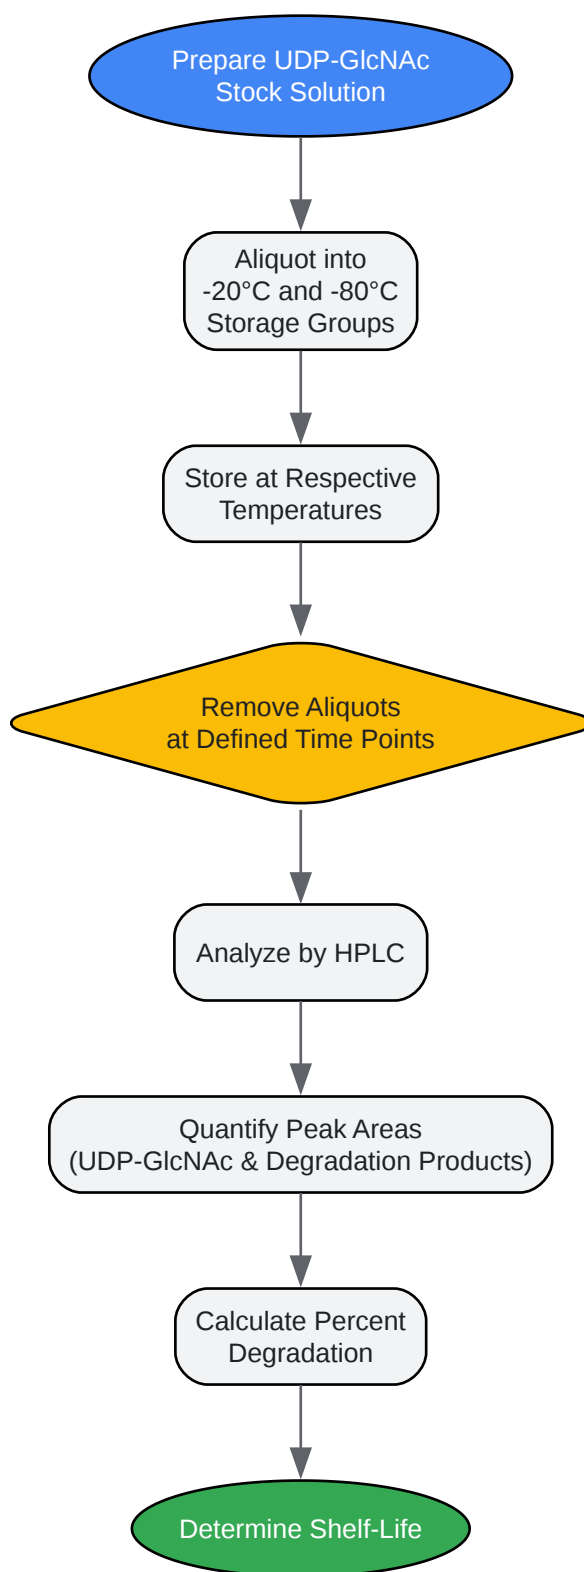 Prepare UDP-GlcNAc
Stock Solution
Aliquot into
-20°C and -80°C
Storage Groups
Store at Respective
Temperatures
Remove Aliquots
at Defined Time Points
Analyze by HPLC
Quantify Peak Areas
(UDP-GlcNAc & Degradation Products)
Calculate Percent
Degradation
Determine Shelf-Life